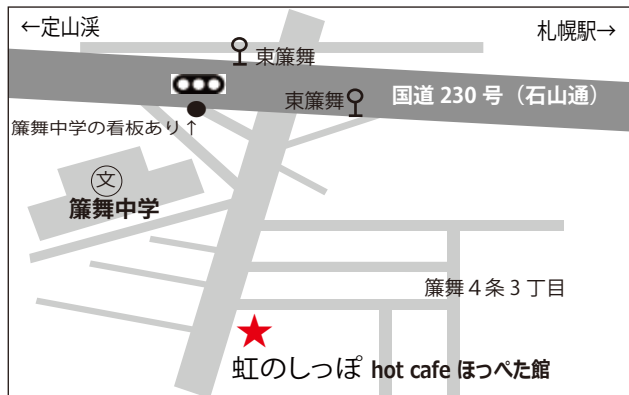 ←定山渓
札幌駅→
東簾舞
東簾舞
国道 230 号（石山通）
簾舞中学の看板あり↑
文
簾舞中学
簾舞４条 3 丁目
虹のしっぽ hot cafe ほっぺた館